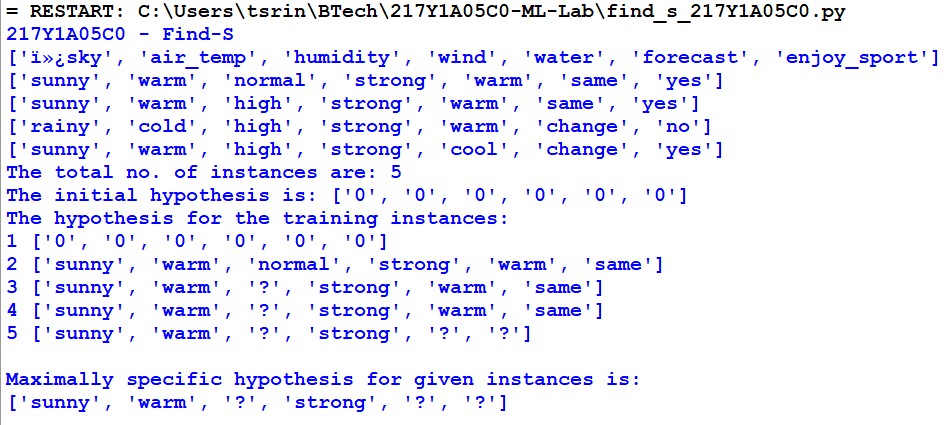 = RESTART: C:\Users\tsrin\BTech\217Y1A05C0-ML-Lab\find_s_217Y1A05C0.py
217Y1A05C0 - Find-S
['ï»¿sky', 'air_temp', 'humidity', 'wind', 'water', 'forecast', 'enjoy_sport']
['sunny', 'warm', 'normal', 'strong', 'warm', 'same', 'yes']
['sunny', 'warm', 'high', 'strong', 'warm', 'same', 'yes']
['rainy', 'cold', 'high', 'strong', 'warm', 'change', 'no']
['sunny', 'warm', 'high', 'strong', 'cool', 'change', 'yes']
The total no. of instances are: 5
The initial hypothesis is: ['0', '0', '0', '0', '0', '0']
The hypothesis for the training instances:
1 ['0', '0', '0', '0', '0', '0']
2 ['sunny', 'warm', 'normal', 'strong', 'warm', 'same']
3 ['sunny', 'warm', '?', 'strong', 'warm', 'same']
4 ['sunny', 'warm', '?', 'strong', 'warm', 'same']
5 ['sunny', 'warm', '?', 'strong', '?', '?']
Maximally specific hypothesis for given instances is:
['sunny', 'warm', '?', 'strong', '?', '?']